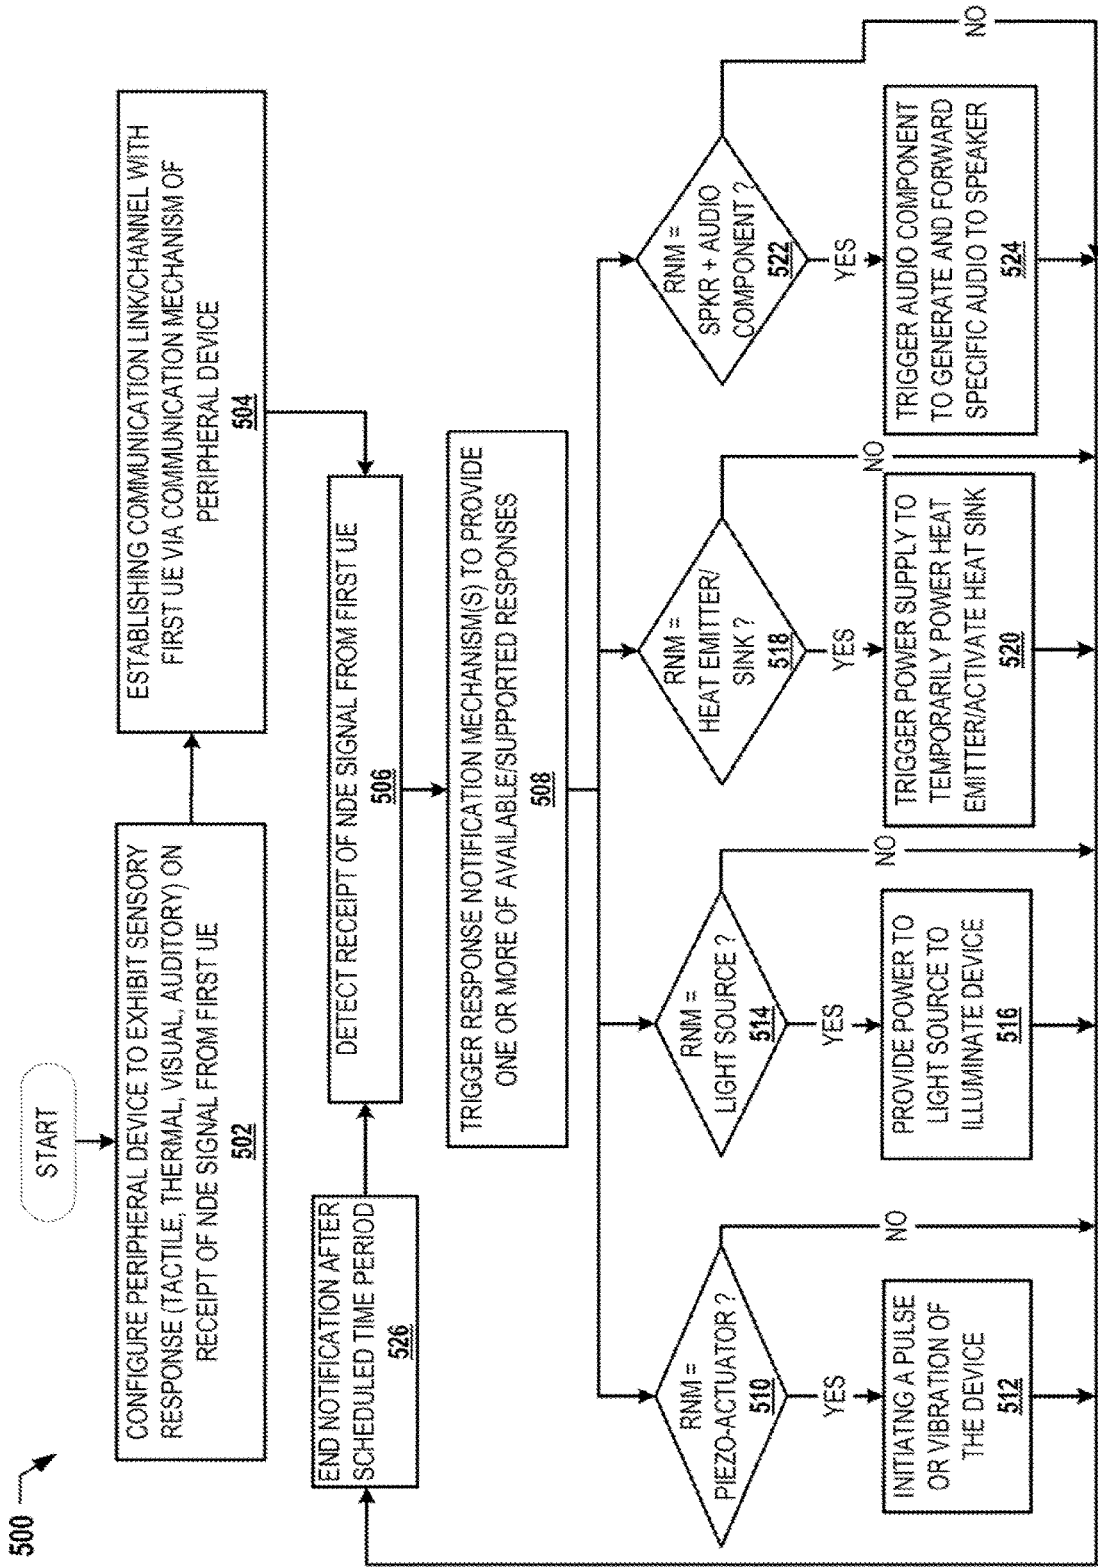 500
START
CONFIGURE PERIPHERAL DEVICE TO EXHIBIT SENSORY
RESPONSE (TACTILE, THERMAL, VISUAL, AUDITORY) ON
RECEIPT OF NDE SIGNAL FROM FIRST UE
502
ESTABLISHING COMMUNICATION LINK/CHANNEL WITH
FIRST UE VIA COMMUNICATION MECHANISM OF
PERIPHERAL DEVICE
504
END NOTIFICATION AFTER
SCHEDULED TIME PERIOD
526
DETECT RECEIPT OF NDE SIGNAL FROM FIRST UE
506
TRIGGER RESPONSE NOTIFICATION MECHANISM(S) TO PROVIDE
ONE OR MORE OF AVAILABLE/SUPPORTED RESPONSES
508
RNM =
PIEZO-ACTUATOR ?
510
YES
NO
INITIATNG A PULSE
OR VIBRATION OF
THE DEVICE
512
RNM =
LIGHT SOURCE ?
514
YES
NO
PROVIDE POWER TO
LIGHT SOURCE TO
ILLUMINATE DEVICE
516
RNM =
HEAT EMITTER/
SINK ?
518
YES
NO
TRIGGER POWER SUPPLY TO
TEMPORARILY POWER HEAT
EMITTER/ACTIVATE HEAT SINK
520
RNM =
SPKR + AUDIO
COMPONENT ?
522
YES
NO
TRIGGER AUDIO COMPONENT
TO GENERATE AND FORWARD
SPECIFIC AUDIO TO SPEAKER
524